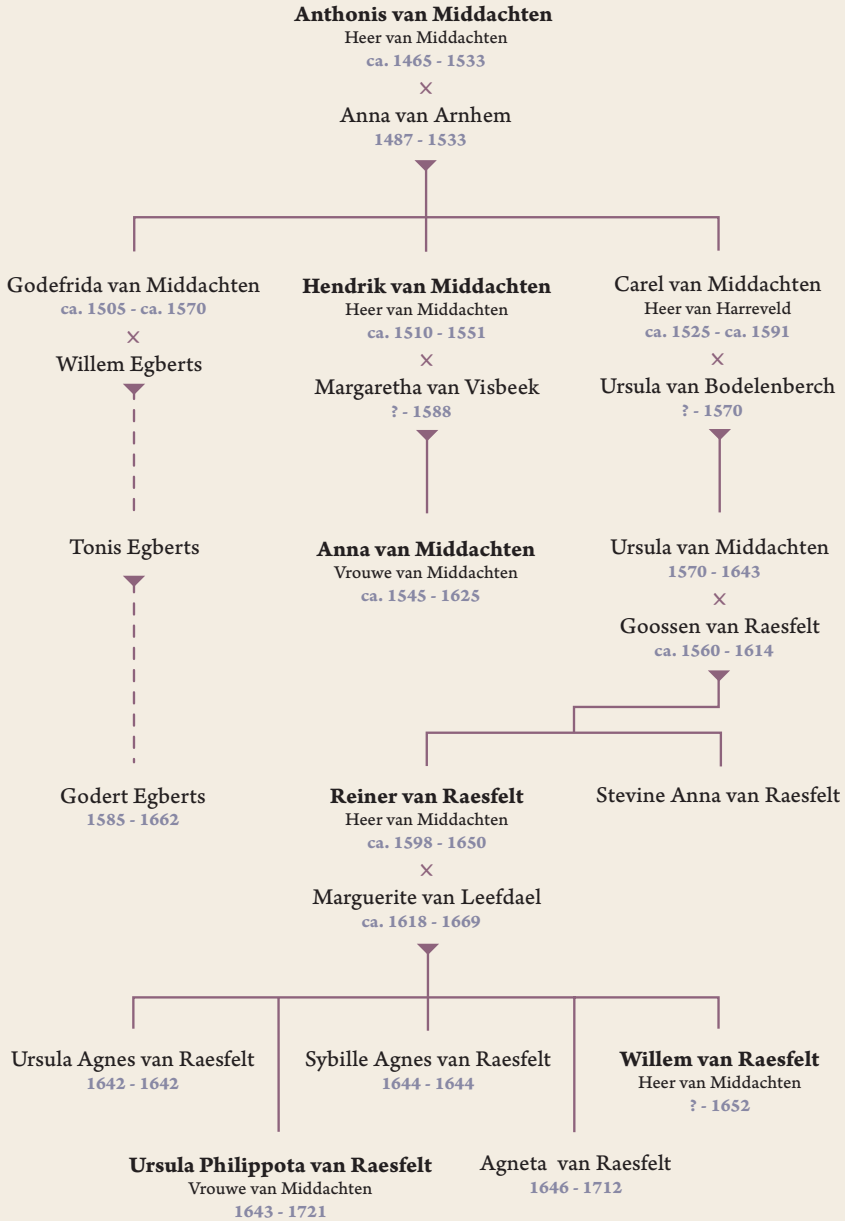 Anthonis van Middachten
Heer van Middachten
ca. 1465 - 1533
×
Anna van Arnhem
1487 - 1533
Godefrida van Middachten
ca. 1505 - ca. 1570
×
Willem Egberts
Hendrik van Middachten
Heer van Middachten
ca. 1510 - 1551
×
Margaretha van Visbeek
? - 1588
Carel van Middachten
Heer van Harreveld
ca. 1525 - ca. 1591
×
Ursula van Bodelenberch
? - 1570
Tonis Egberts
Anna van Middachten
Vrouwe van Middachten
ca. 1545 - 1625
Ursula van Middachten
1570 - 1643
×
Goossen van Raesfelt
ca. 1560 - 1614
Godert Egberts
1585 - 1662
Reiner van Raesfelt
Heer van Middachten
ca. 1598 - 1650
×
Marguerite van Leefdael
ca. 1618 - 1669
Stevine Anna van Raesfelt
Ursula Agnes van Raesfelt
1642 - 1642
Sybille Agnes van Raesfelt
1644 - 1644
Willem van Raesfelt
Heer van Middachten
? - 1652
Ursula Philippota van Raesfelt
Vrouwe van Middachten
1643 - 1721
Agneta van Raesfelt
1646 - 1712